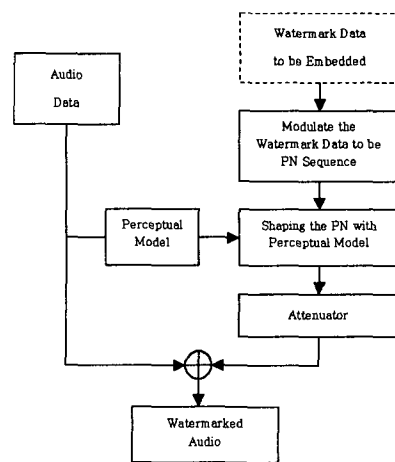 Watermark Data
to be Embedded
Audio
Data
Modulate the
Watermark Data to be
PN Sequence
Perceptual
Model
Shaping the PN with
Perceptual Model
Attenuator
Watermarked
Audio